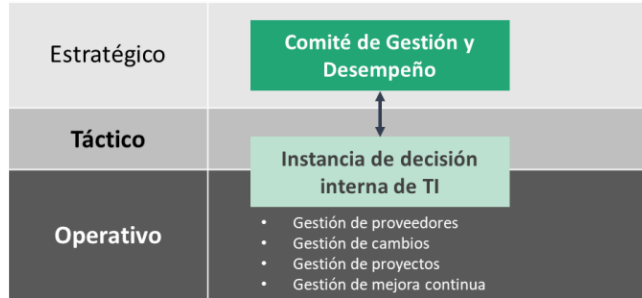 Estratégico
Comité de Gestión y
Desempeño
Táctico
Instancia de decisión
interna de TI
Operativo
• Gestión de proveedores
• Gestión de cambios
• Gestión de proyectos
• Gestión de mejora continua